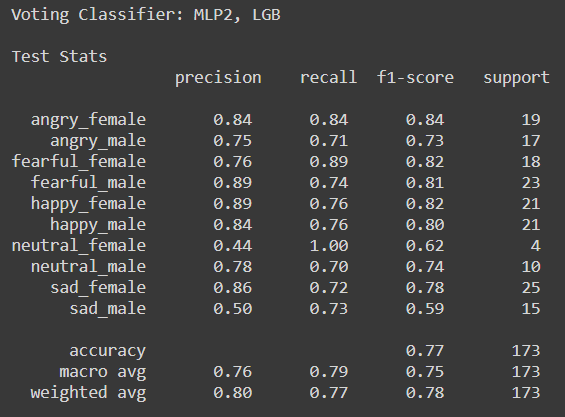 Voting Classifier: MLP2, LGB
Test Stats
precision recall f1-score support
angry_female 0.84 0.84 0.84 19
angry_male 0.75 0.71 0.73 17
fearful_female 0.76 0.89 0.82 18
fearful_male 0.89 0.74 0.81 23
happy_female 0.89 0.76 0.82 21
happy_male 0.84 0.76 0.80 21
neutral_female 0.44 1.00 0.62 4
neutral_male 0.78 0.70 0.74 10
sad_female 0.86 0.72 0.78 25
sad_male 0.50 0.73 0.59 15
accuracy 0.77 173
macro avg 0.76 0.79 0.75 173
weighted avg 0.80 0.77 0.78 173